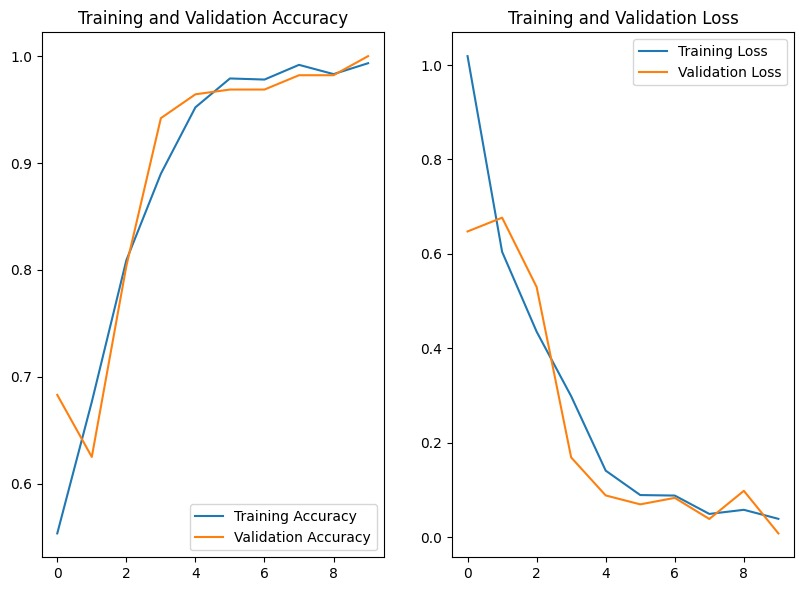 Training and Validation Accuracy
1.0
0.9
0.8
0.7
0.6
Training Accuracy
Validation Accuracy
0 2 4 6 8
Training and Validation Loss
Training Loss
Validation Loss
1.0
0.8
0.6
0.4
0.2
0.0
0 2 4 6 8